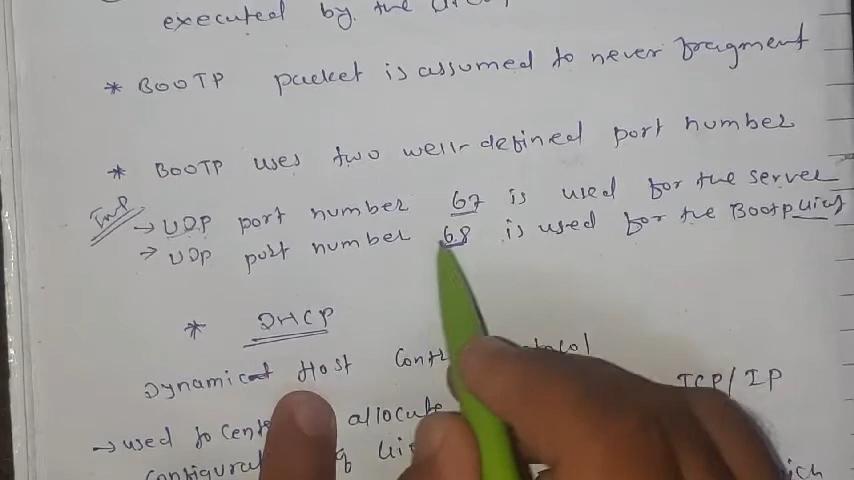 executed by the
* BOOTP packet is assumed to never fragment
* BOOTP uses two well-defined port number
Imp
→ UDP port number 67 is used for the server
→ UDP port number 68 is used for the Bootp
* DHCP
Dynamic Host
TCP/IP
→ used to allocate